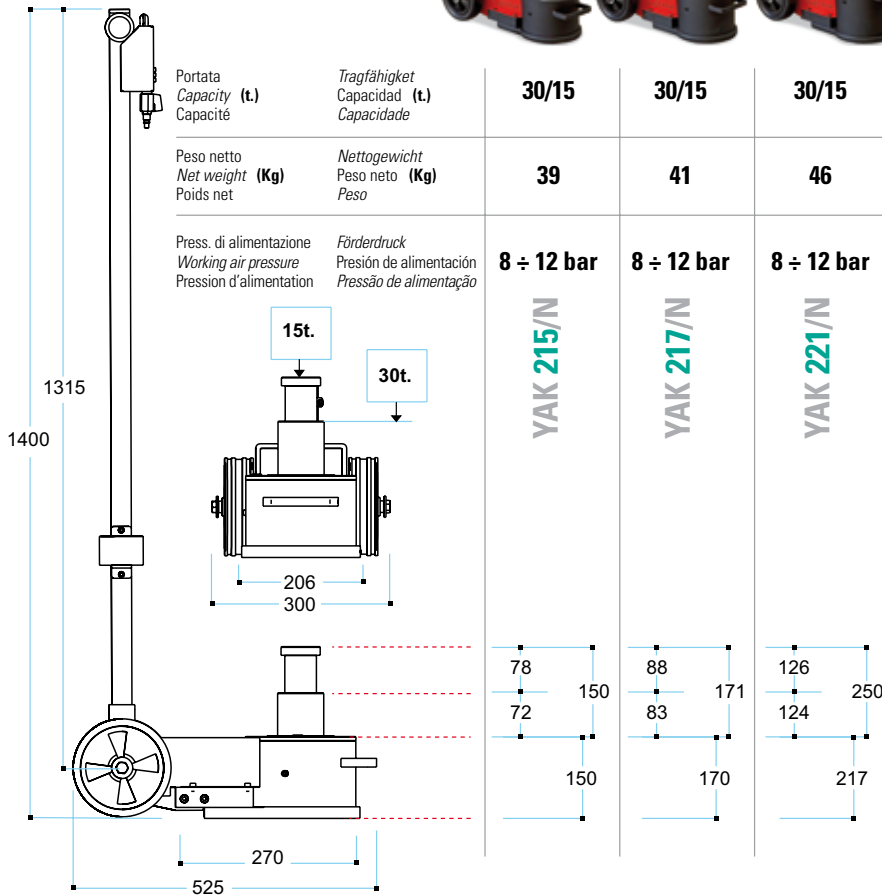 Portata Tragfähigket
Capacity (t.) Capacidad (t.) 30/15 30/15 30/15
Capacité Capacidade
Peso netto Nettogewicht
Net weight (Kg) Peso neto (Kg) 39 41 46
Poids net Peso
Press. di alimentazione Förderdruck
Working air pressure Presión de alimentación 8 ÷ 12 bar 8 ÷ 12 bar 8 ÷ 12 bar
Pression d'alimentation Pressão de alimentação
YAK 215/N
YAK 217/N
YAK 221/N
15t.
30t.
1315
1400
206
300
78 88 126
150 171 250
72 83 124
150 170 217
270
525